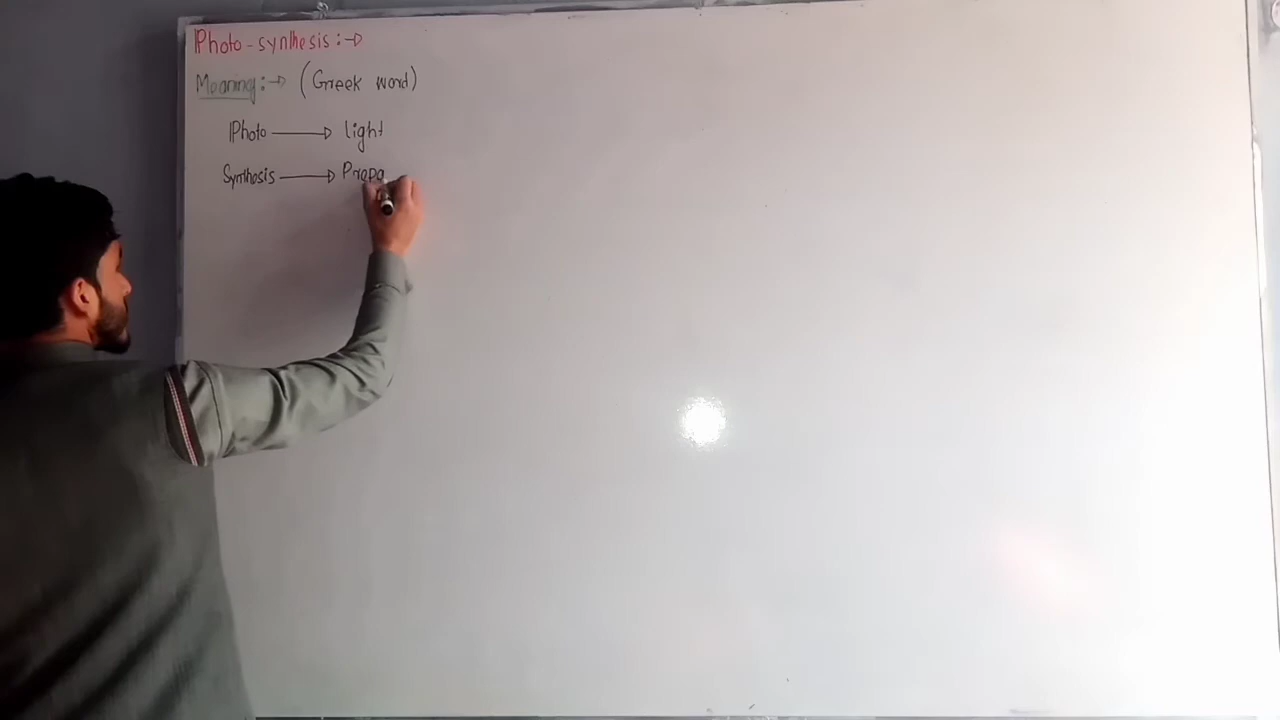 Photo-synthesis:→
Meaning:→ (Greek word)
Photo → light
Synthesis → Prepa